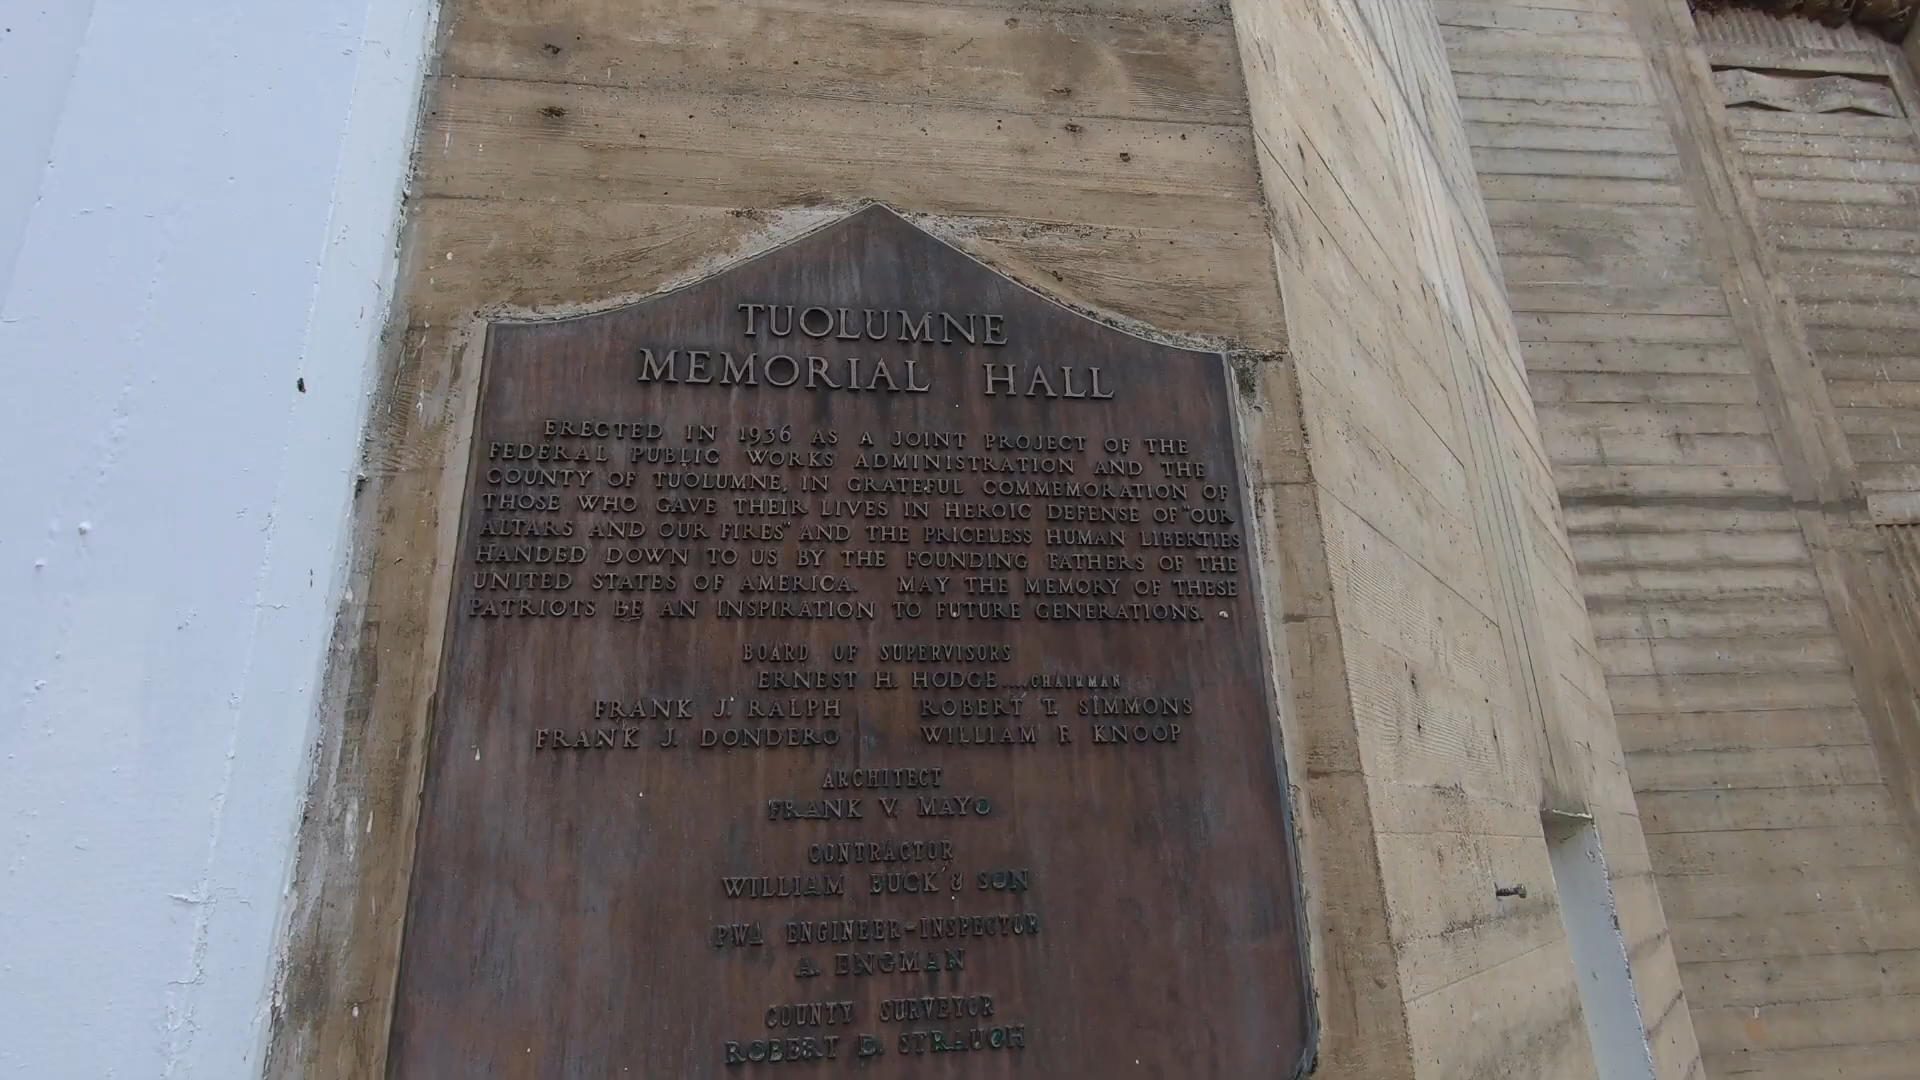 TUOLUMNE
MEMORIAL HALL
ERECTED IN 1936 AS A JOINT PROJECT OF THE
FEDERAL PUBLIC WORKS ADMINISTRATION AND THE
COUNTY OF TUOLUMNE, IN GRATEFUL COMMEMORATION OF
THOSE WHO GAVE THEIR LIVES IN HEROIC DEFENSE OF "OUR
ALTARS AND OUR FIRES" AND THE PRICELESS HUMAN LIBERTIES
HANDED DOWN TO US BY THE FOUNDING FATHERS OF THE
UNITED STATES OF AMERICA. MAY THE MEMORY OF THESE
PATRIOTS BE AN INSPIRATION TO FUTURE GENERATIONS.
BOARD OF SUPERVISORS
ERNEST H. HODGE....CHAIRMAN
FRANK J. RALPH ROBERT T. SIMMONS
FRANK J. DONDERO WILLIAM F. KNOOP
ARCHITECT
FRANK V. MAYO
CONTRACTOR
WILLIAM BUCK & SON
PWA ENGINEER-INSPECTOR
A. ENGMAN
COUNTY SURVEYOR
ROBERT D. STRAUCH